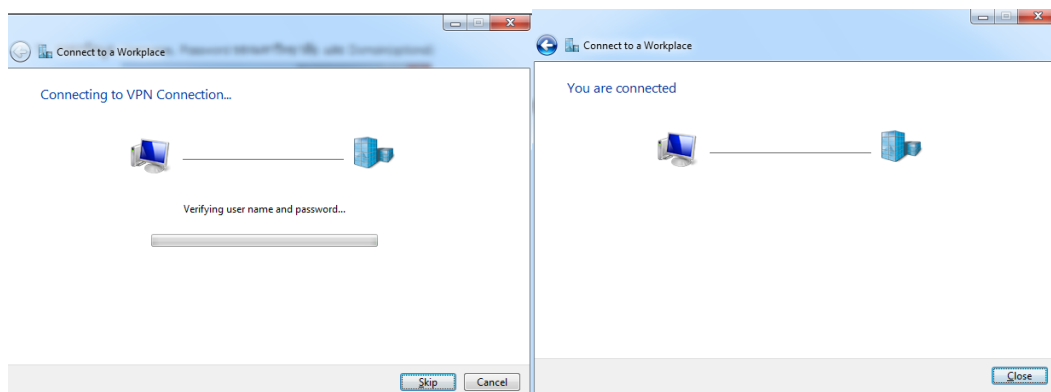 Connect to a Workplace
Connecting to VPN Connection...
Verifying user name and password...
Skip
Cancel
Connect to a Workplace
You are connected
Close